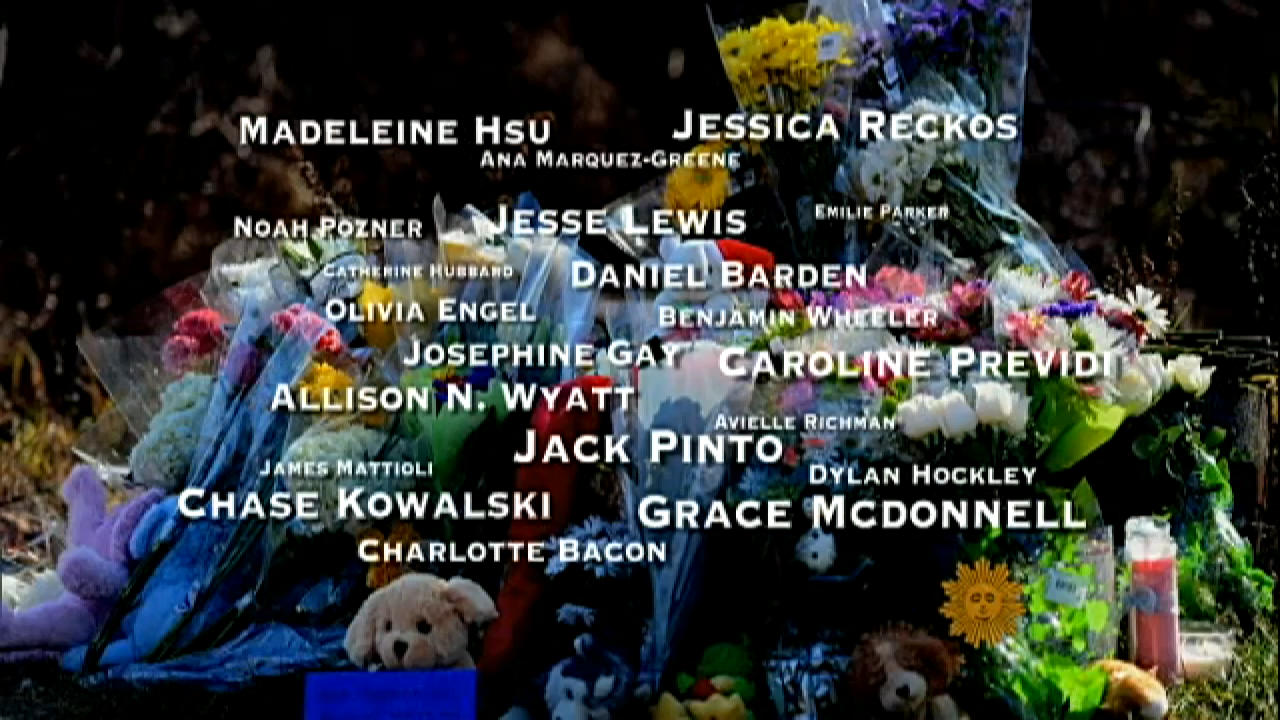 MADELEINE HSU
JESSICA RECKOS
ANA MARQUEZ-GREENE
NOAH POZNER
JESSE LEWIS
EMILIE PARKER
CATHERINE HUBBARD
DANIEL BARDEN
OLIVIA ENGEL
BENJAMIN WHEELER
JOSEPHINE GAY
CAROLINE PREVIDI
ALLISON N. WYATT
AVIELLE RICHMAN
JACK PINTO
JAMES MATTIOLI
DYLAN HOCKLEY
CHASE KOWALSKI
GRACE MCDONNELL
CHARLOTTE BACON